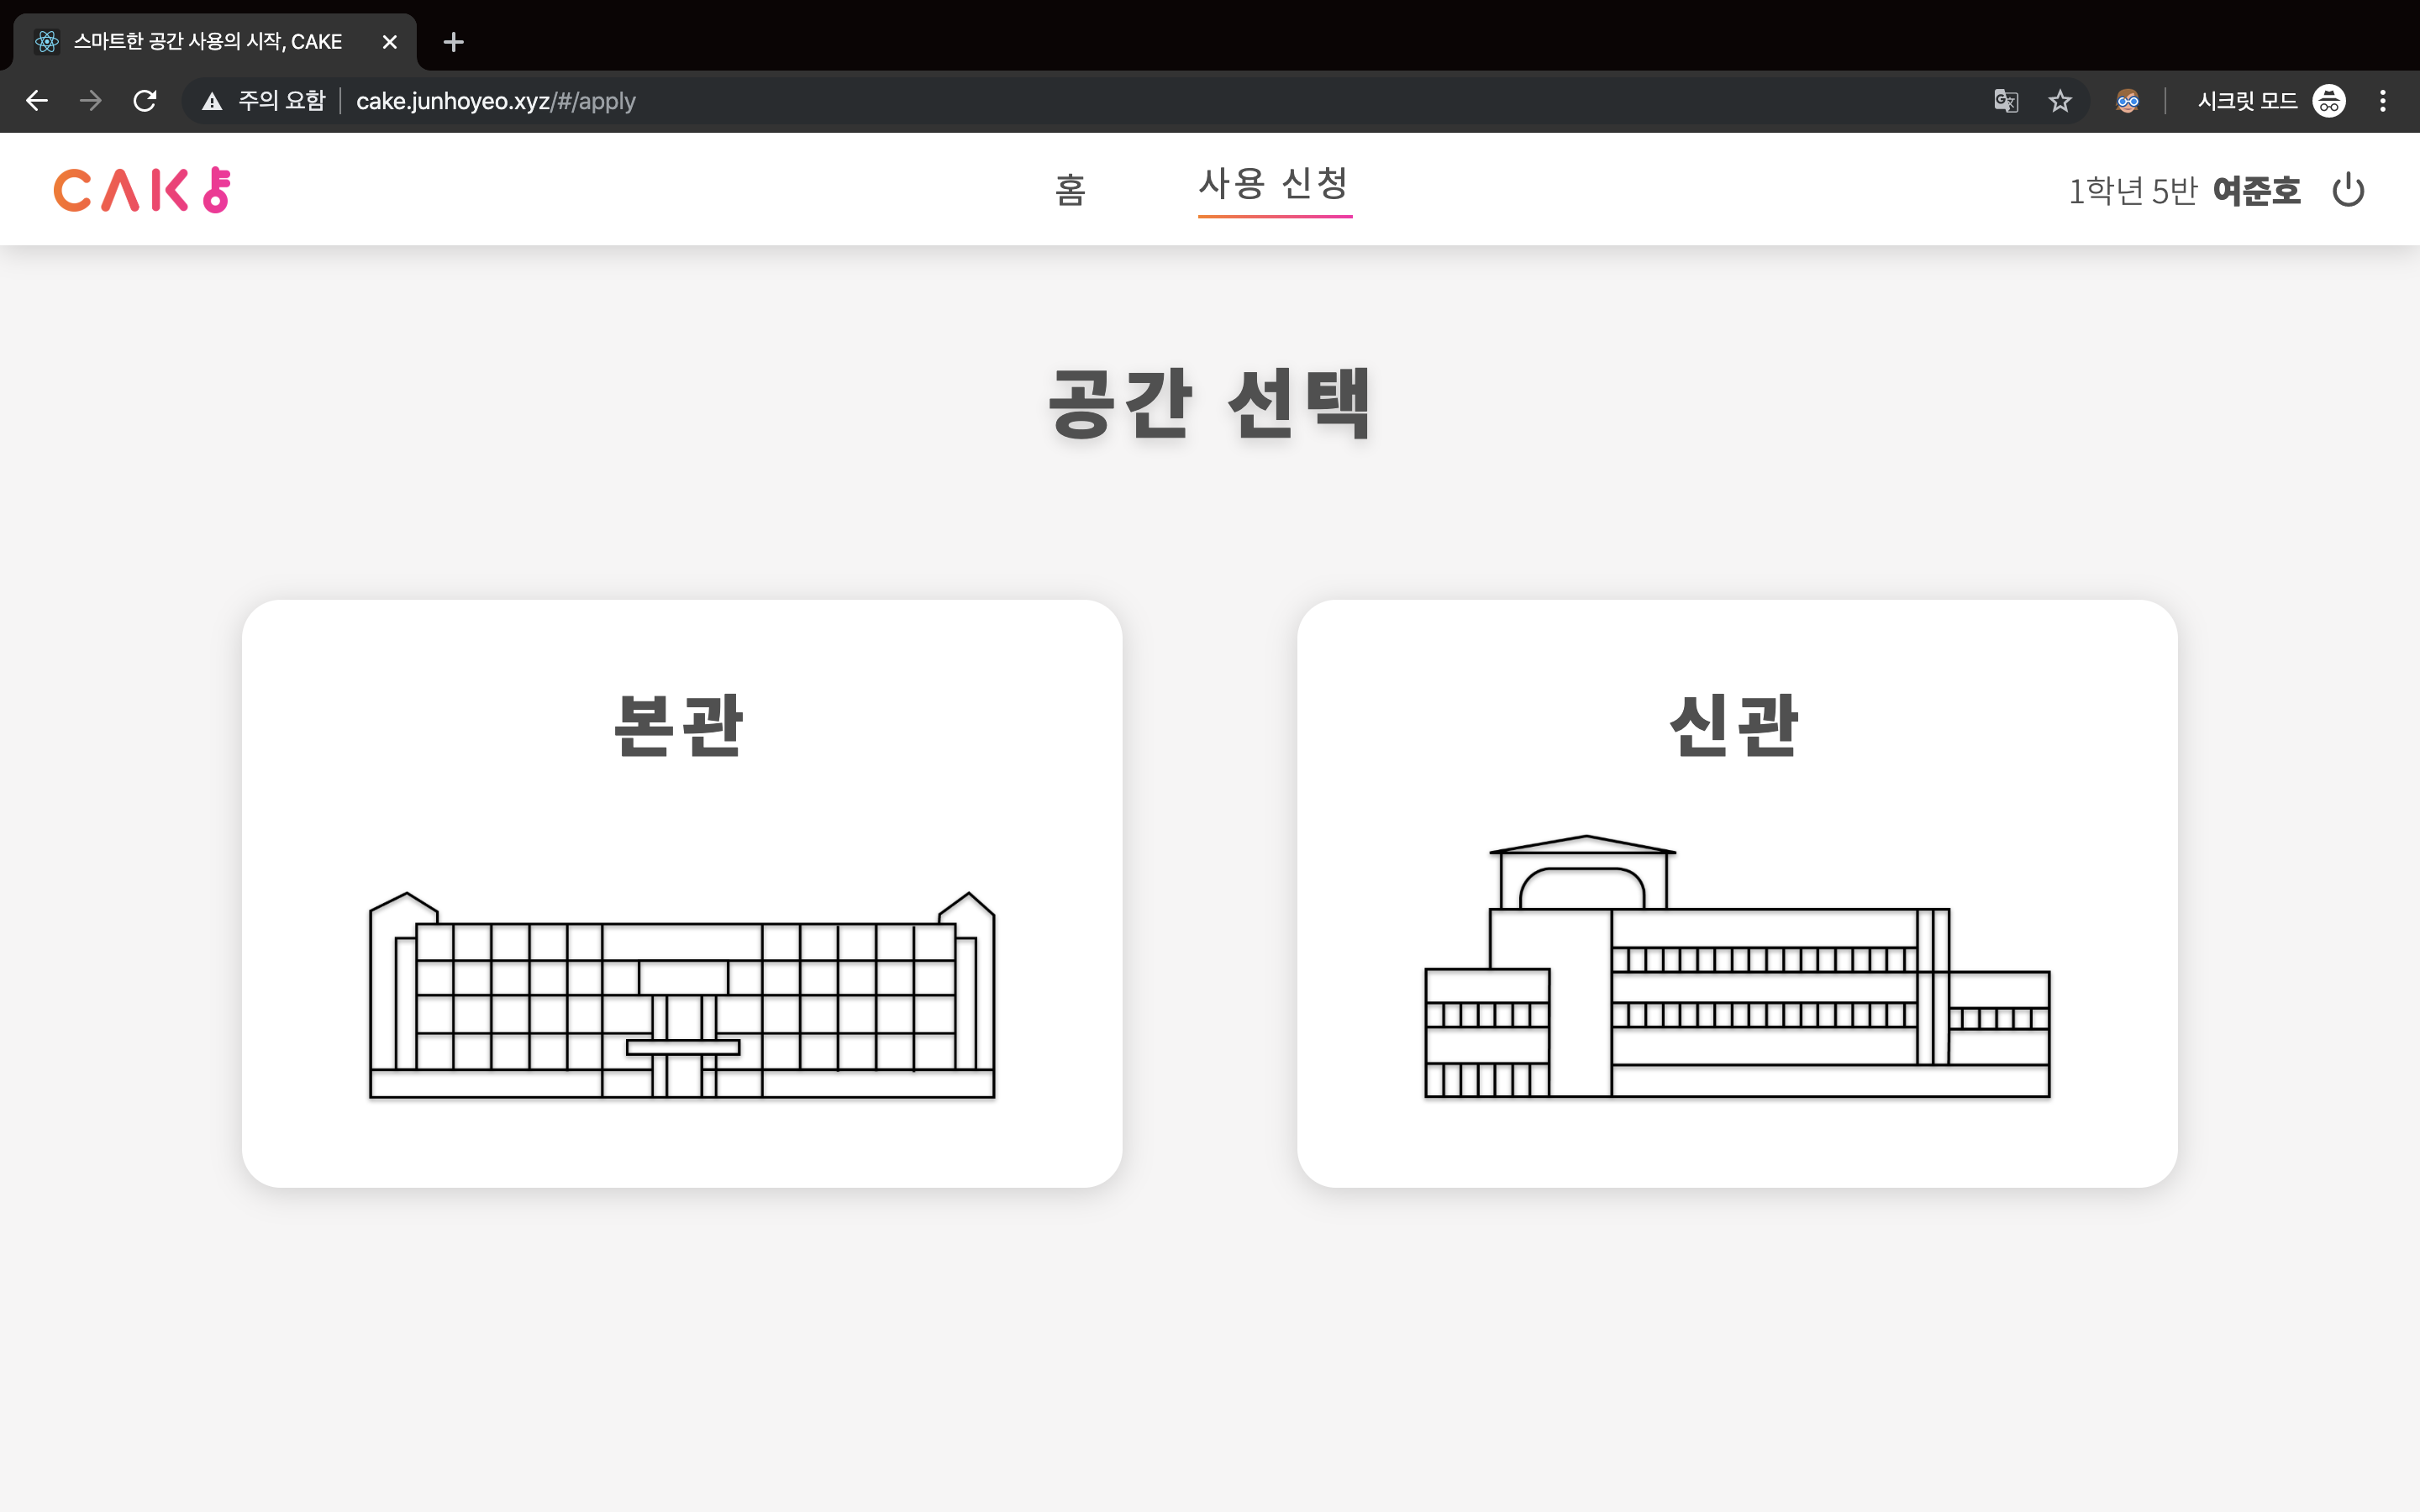 스마트한 공간 사용의 시작, CAKE
주의 요함 cake.junhoyeo.xyz/#/apply 시크릿 모드
CAKE 홈 사용 신청 1학년 5반 여준호
공간 선택
본관 신관